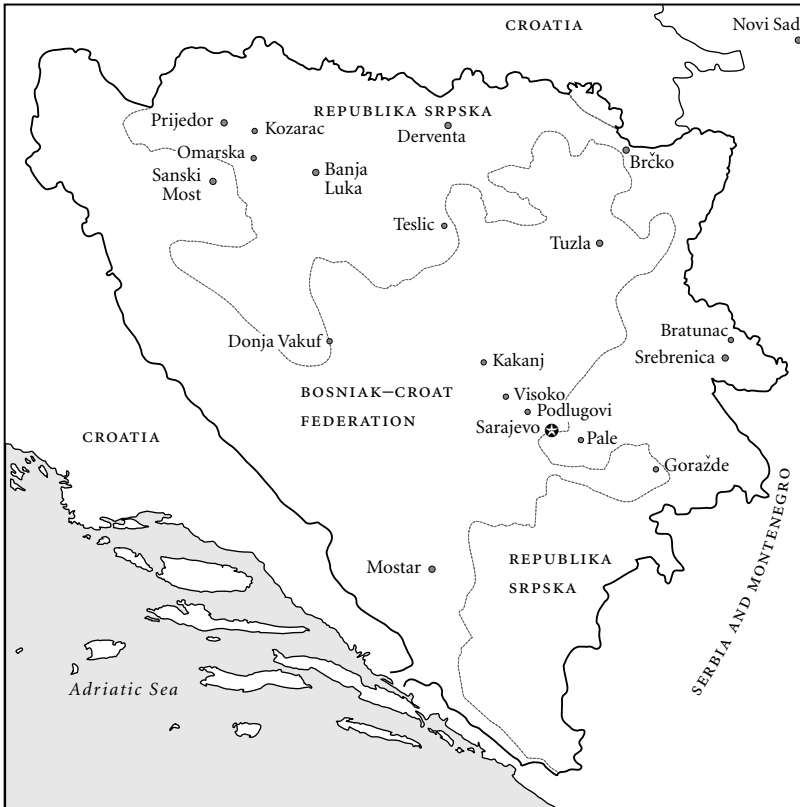 CROATIA
Novi Sad
REPUBLIKA SRPSKA
Prijedor
Kozarac
Derventa
Omarska
Brčko
Sanski
Most
Banja
Luka
Teslic
Tuzla
Donja Vakuf
Bratunac
Srebrenica
Kakanj
BOSNIAK–CROAT
FEDERATION
Visoko
Podlugovi
Sarajevo
Pale
CROATIA
Goražde
SERBIA AND MONTENEGRO
Mostar
REPUBLIKA
SRPSKA
Adriatic Sea